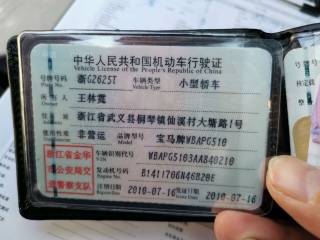 中华人民共和国机动车行驶证
Vehicle License of the People's Republic of China
号牌号码 浙G2625T 车辆类型 小型轿车
Plate No. Vehicle Type
所有人 王林霞
Owner
住址 浙江省武义县桐琴镇仙溪村大塘路1号
使用性质 非营运 品牌型号 宝马牌WBAPG510
Model
浙江省金华 车辆识别代号 WBAPG5103AA840210
VIN
市公安局交 发动机号码 B1411706N46B20E
Engine No.
通警察支队 注册日期 2010-07-16 发证日期 2010-07-16
Issue Date